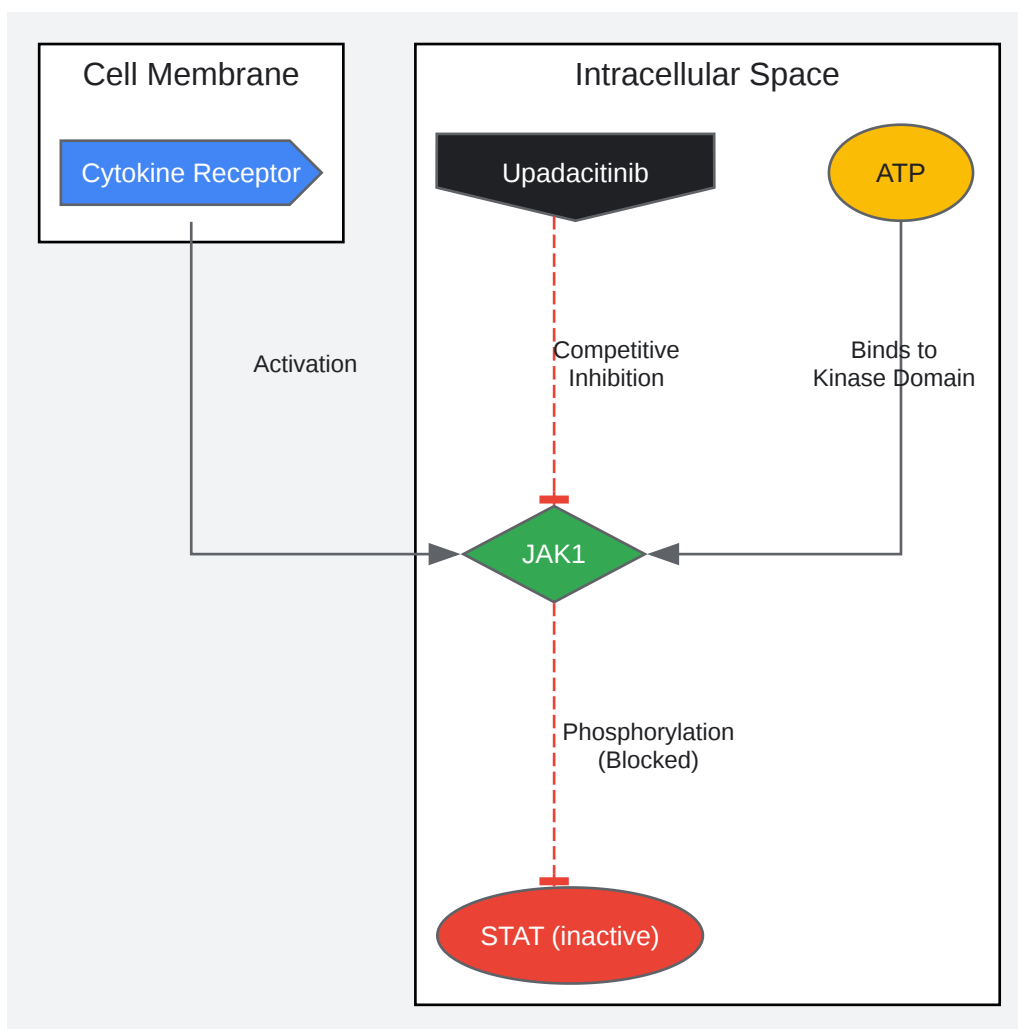 Cell Membrane
Cytokine Receptor
Intracellular Space
Upadacitinib
ATP
Activation
Competitive
Inhibition
Binds to
Kinase Domain
JAK1
Phosphorylation
(Blocked)
STAT (inactive)